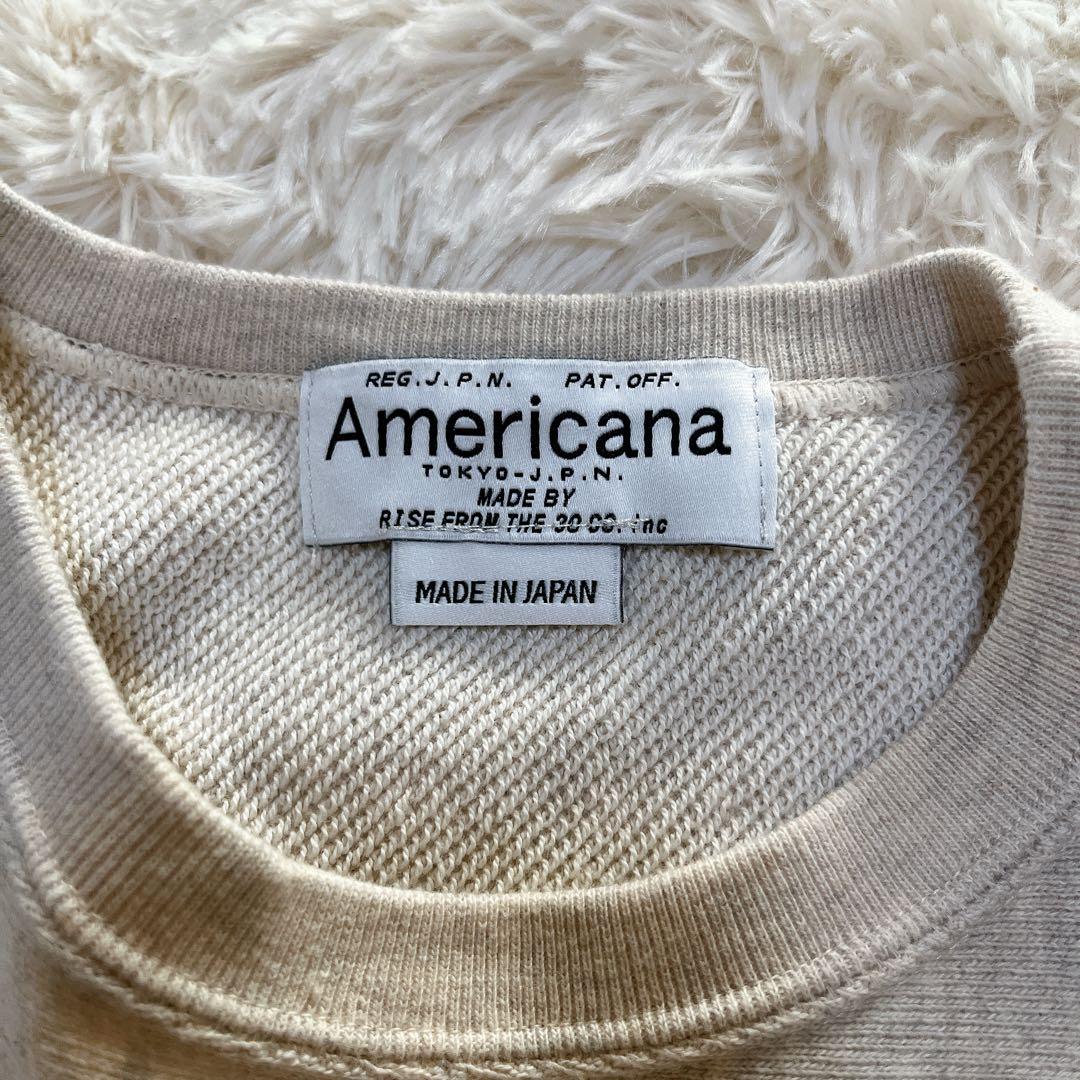 REG.J.P.N. PAT.OFF.
Americana
TOKYO-J.P.N.
MADE BY
RISE FROM THE 30 CO. inc
MADE IN JAPAN